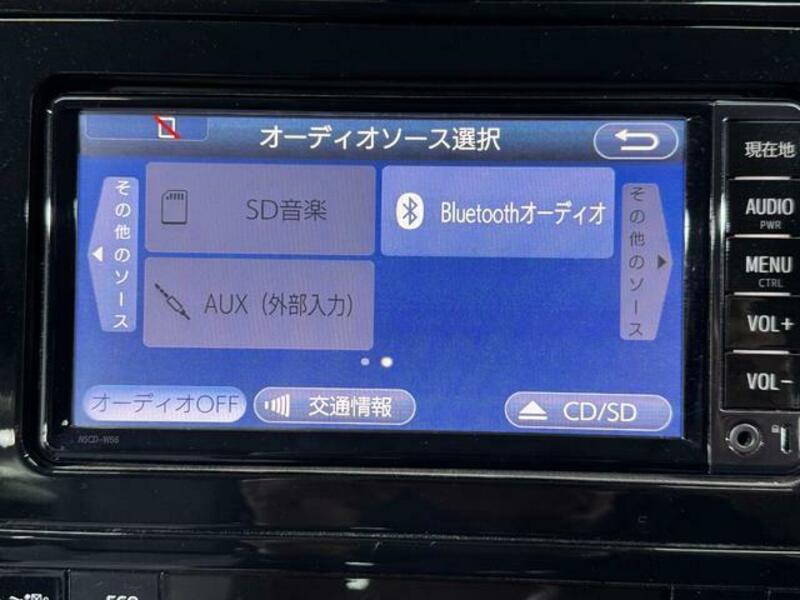 オーディオソース選択
その他のソース
SD音楽
Bluetoothオーディオ
その他のソース
AUX（外部入力）
オーディオOFF
交通情報
CD/SD
現在地
AUDIO
PWR
MENU
CTRL
VOL+
VOL-
NSCD-W66